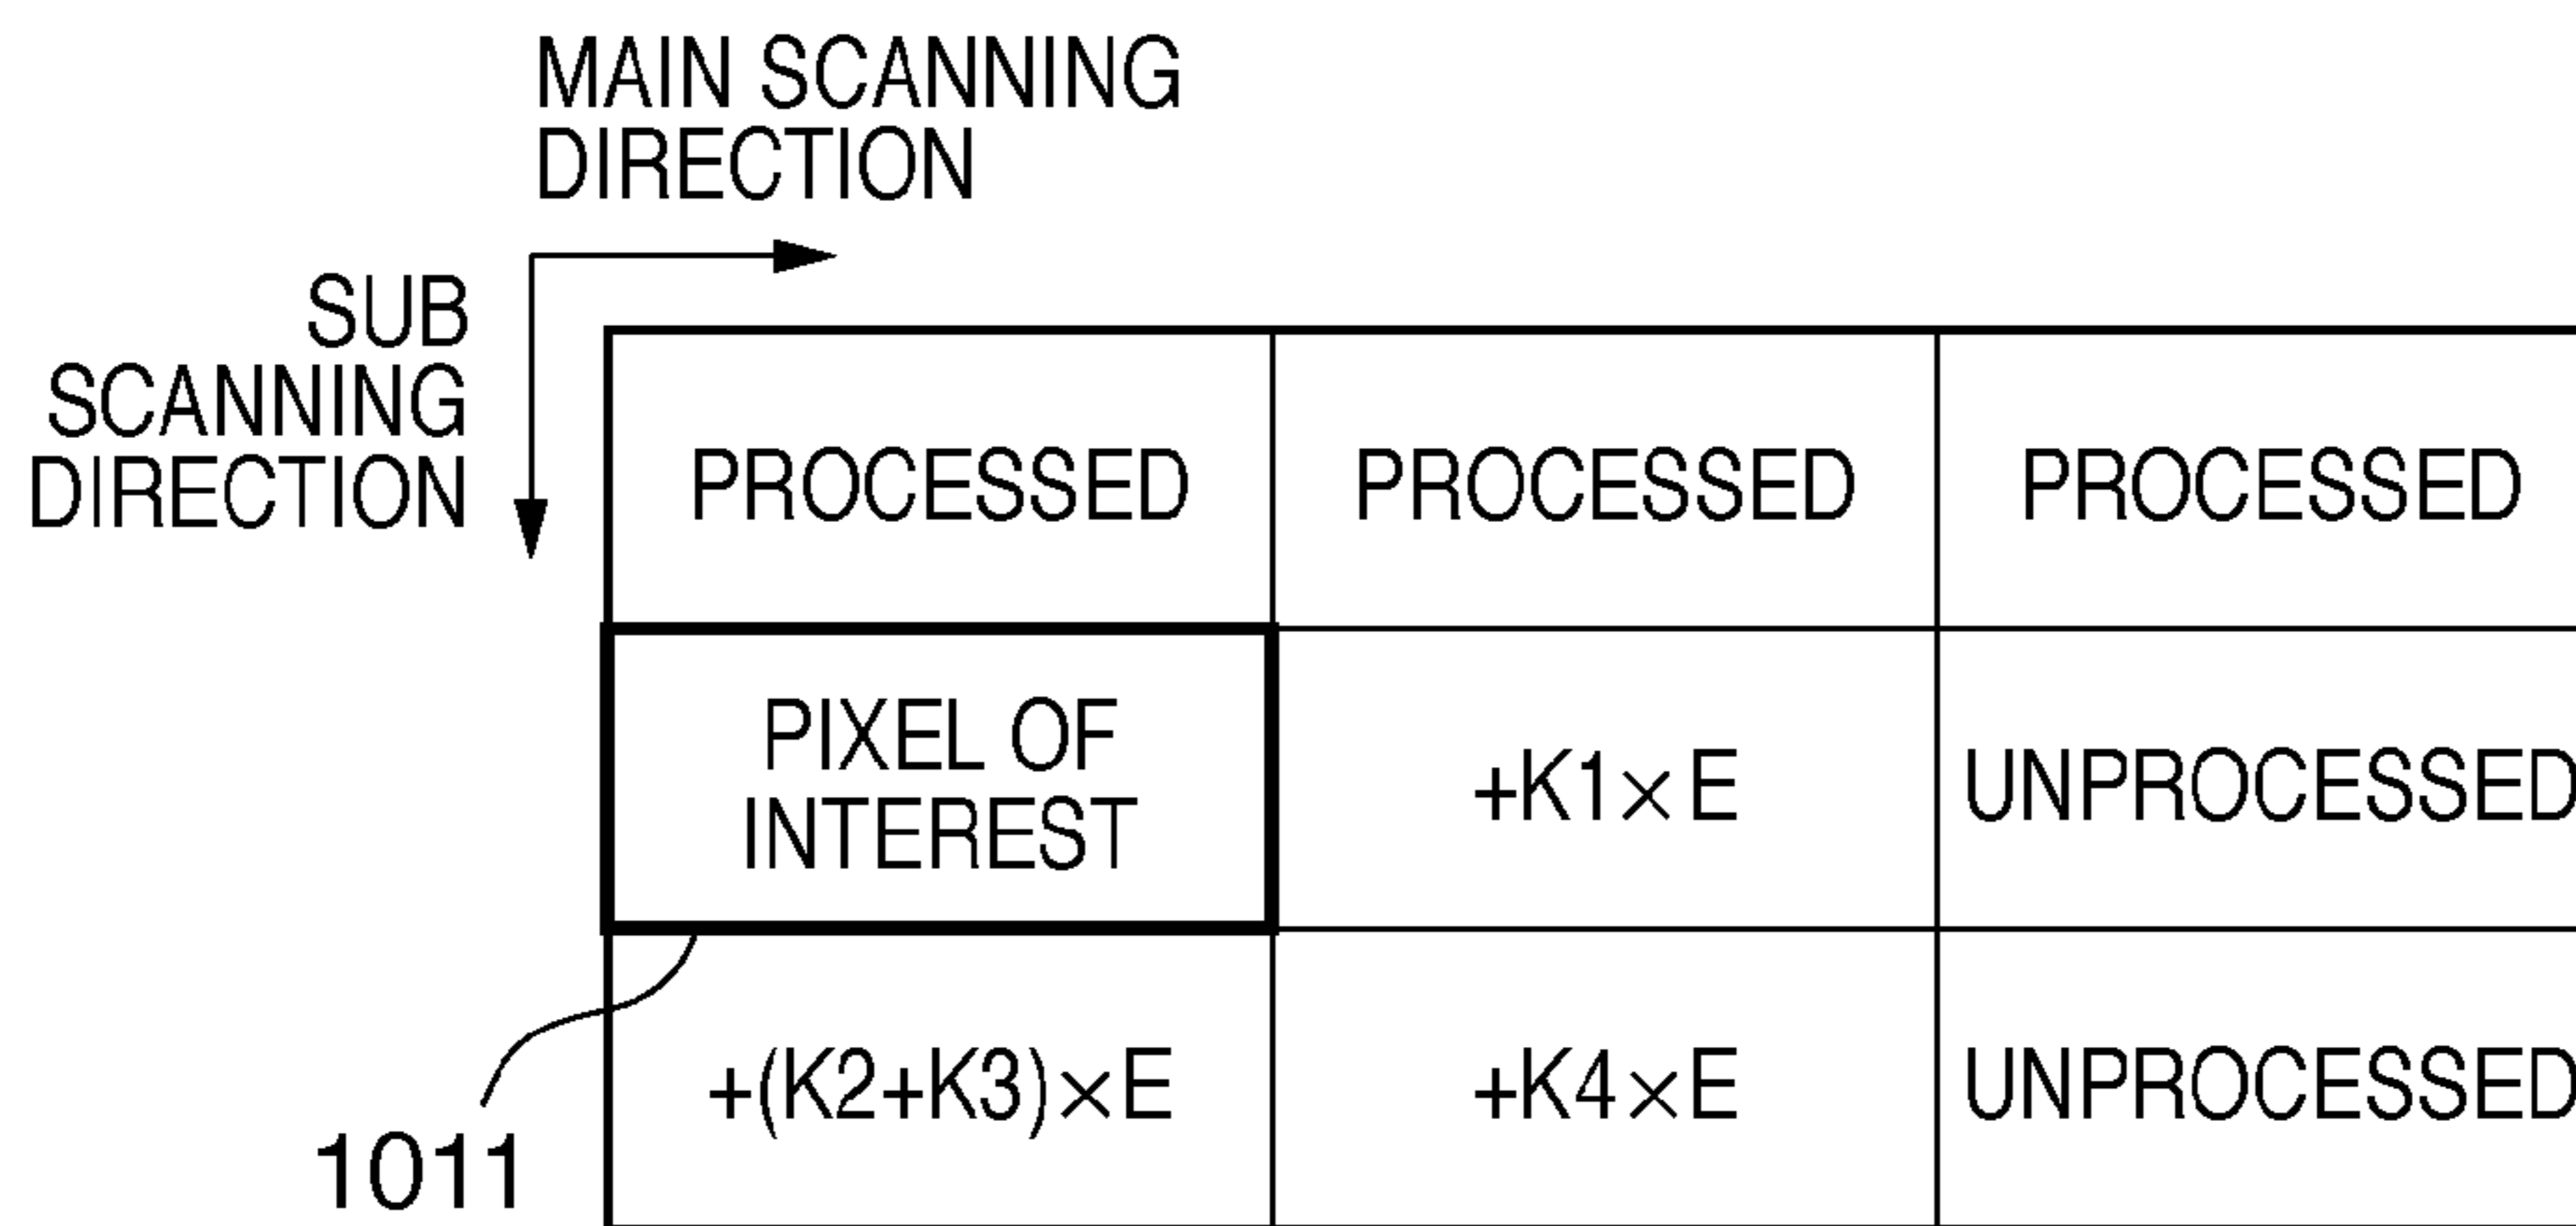 MAIN SCANNING
DIRECTION
SUB
SCANNING
DIRECTION
PROCESSED PROCESSED PROCESSED
PIXEL OF
INTEREST
+K1×E UNPROCESSED
+(K2+K3)×E +K4×E UNPROCESSED
1011